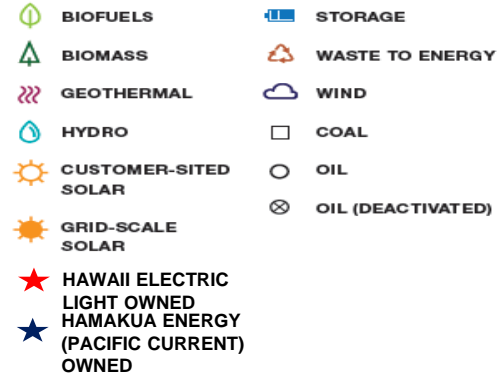 BIOFUELS
BIOMASS
GEOTHERMAL
HYDRO
CUSTOMER-SITED
SOLAR
GRID-SCALE
SOLAR
HAWAII ELECTRIC
LIGHT OWNED
HAMAKUA ENERGY
(PACIFIC CURRENT)
OWNED
STORAGE
WASTE TO ENERGY
WIND
COAL
OIL
OIL (DEACTIVATED)